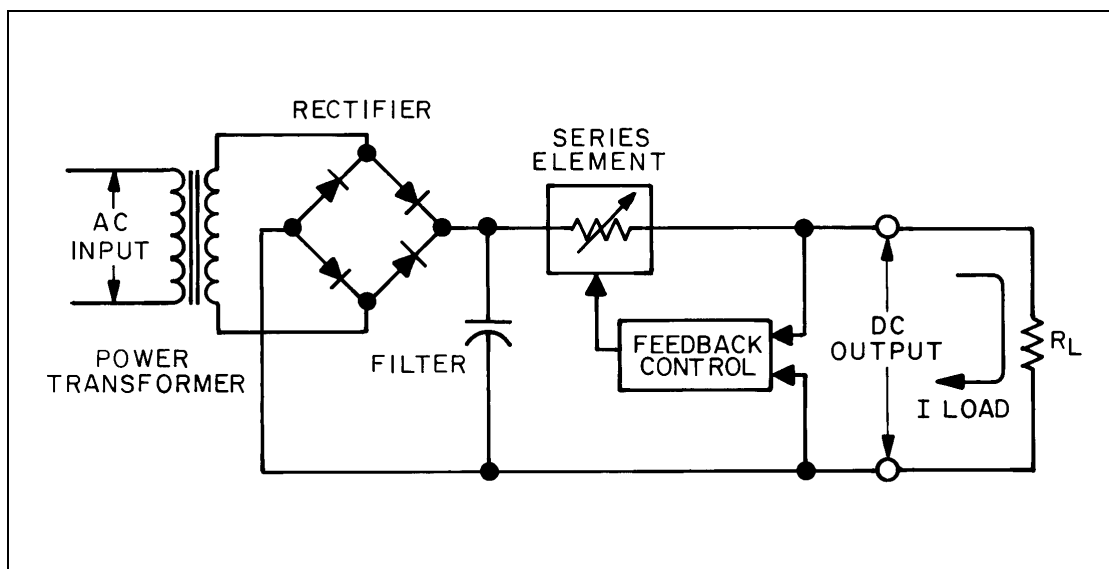 RECTIFIER
SERIES
ELEMENT
AC
INPUT
POWER
TRANSFORMER
FILTER
FEEDBACK
CONTROL
DC
OUTPUT
I LOAD
RL